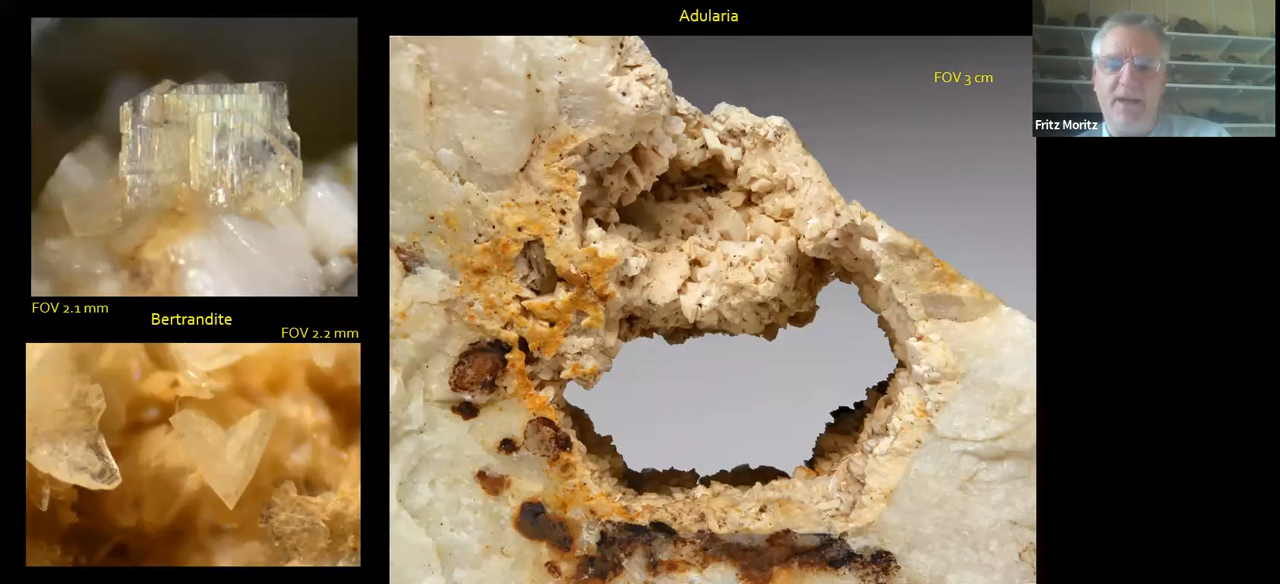 Adularia
FOV 3 cm
Fritz Moritz
FOV 2.1 mm
Bertrandite
FOV 2.2 mm